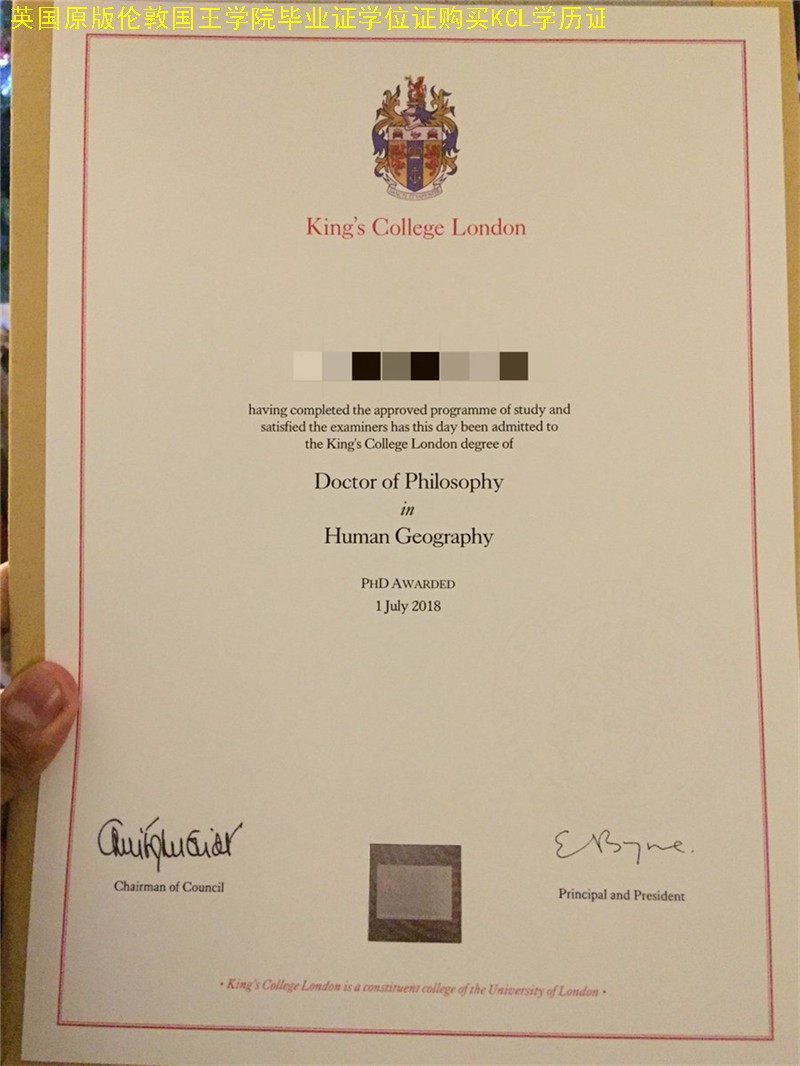 英国原版伦敦国王学院毕业证学位证购买KCL学历证
King's College London
having completed the approved programme of study and
satisfied the examiners has this day been admitted to
the King's College London degree of
Doctor of Philosophy
in
Human Geography
PHD AWARDED
1 July 2018
Chairman of Council
Principal and President
• King's College London is a constituent college of the University of London •